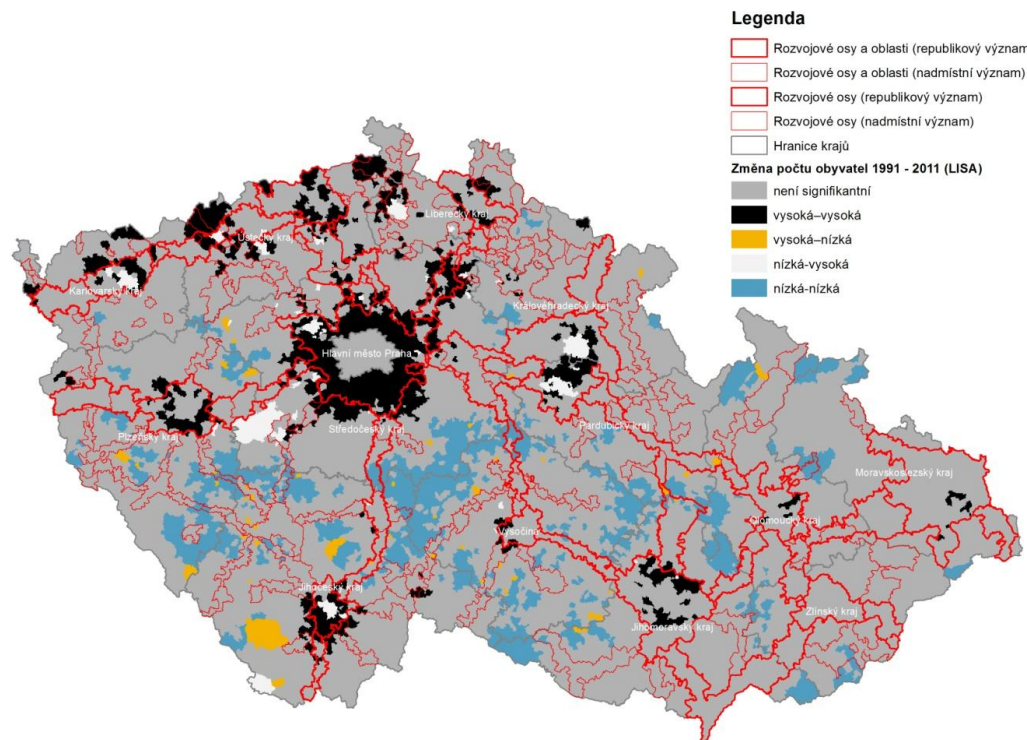 Legenda
Rozvojové osy a oblasti (republikový význam
Rozvojové osy a oblasti (nadmístní význam)
Rozvojové osy (republikový význam)
Rozvojové osy (nadmístní význam)
Hranice krajů
Změna počtu obyvatel 1991 - 2011 (LISA)
není signifikantní
vysoká–vysoká
vysoká–nízká
nízká-vysoká
nízká-nízká
Liberecký kraj
Ústecký kraj
Karlovarský kraj
Královéhradecký kraj
Hlavní město Praha
Středočeský kraj
Pardubický kraj
Plzeňský kraj
Moravskoslezský kraj
Olomoucký kraj
Vysočina
Jihočeský kraj
Zlínský kraj
Jihomoravský kraj